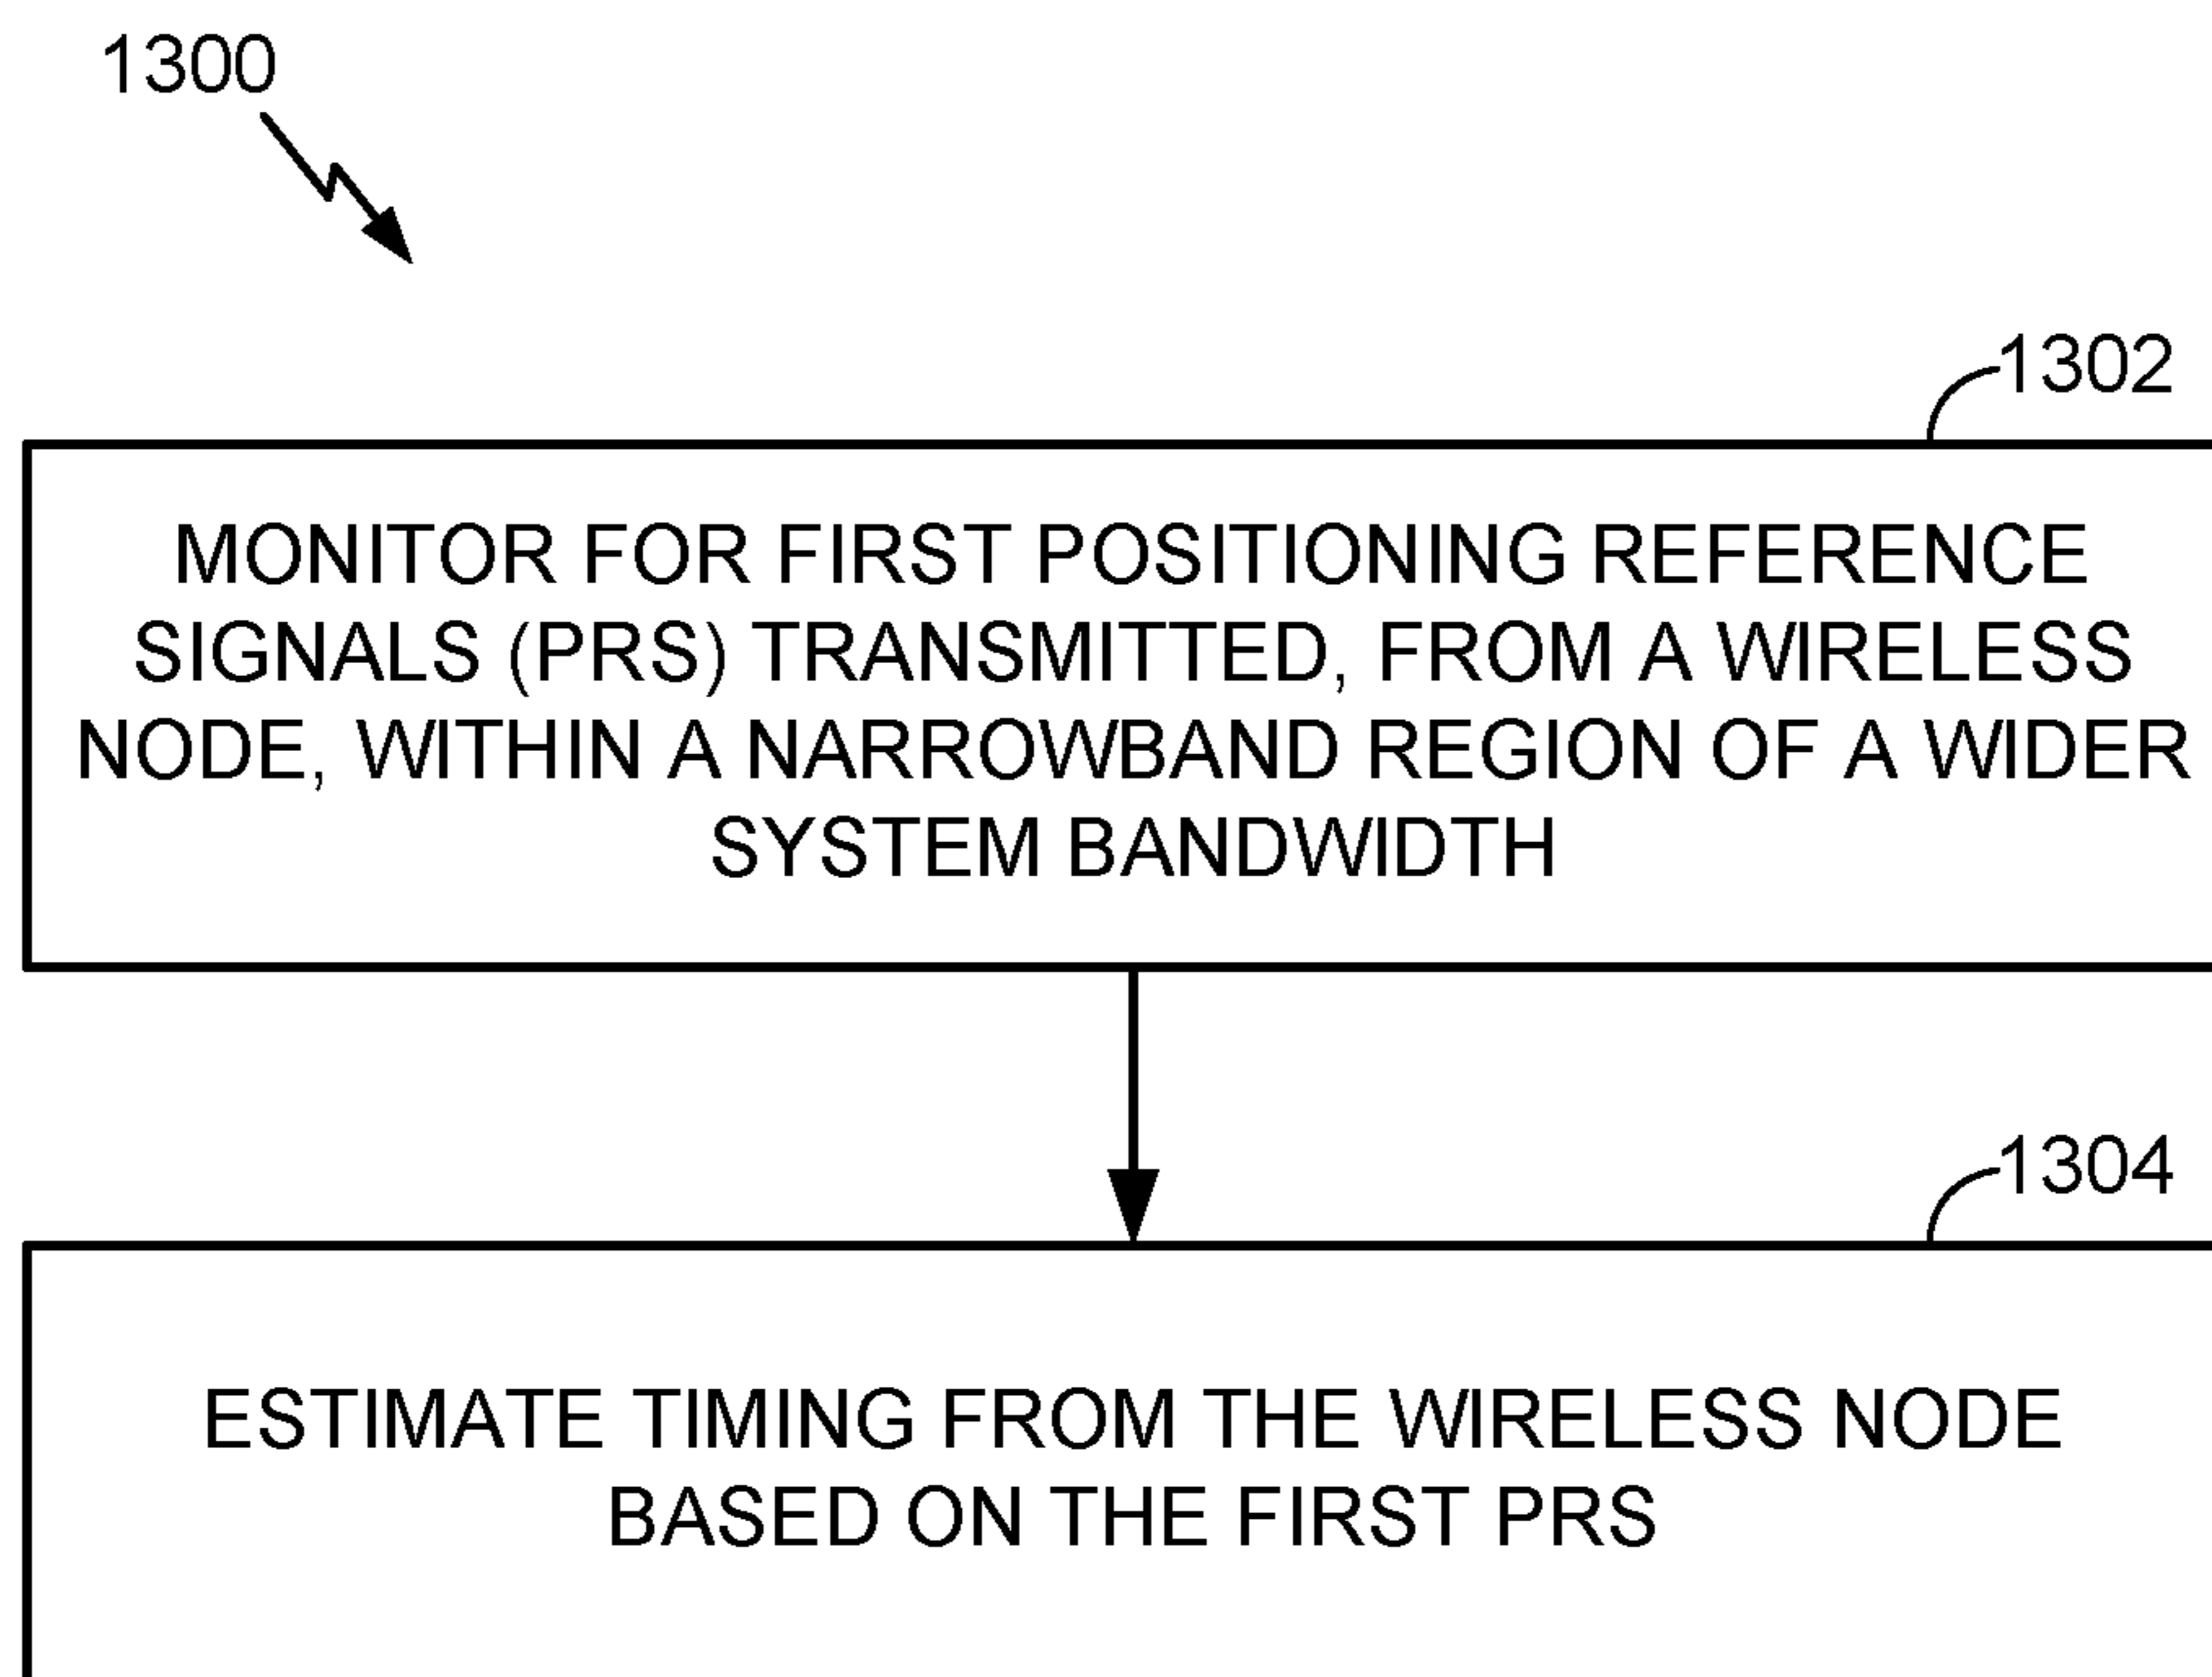 1300
1302
MONITOR FOR FIRST POSITIONING REFERENCE
SIGNALS (PRS) TRANSMITTED, FROM A WIRELESS
NODE, WITHIN A NARROWBAND REGION OF A WIDER
SYSTEM BANDWIDTH
1304
ESTIMATE TIMING FROM THE WIRELESS NODE
BASED ON THE FIRST PRS